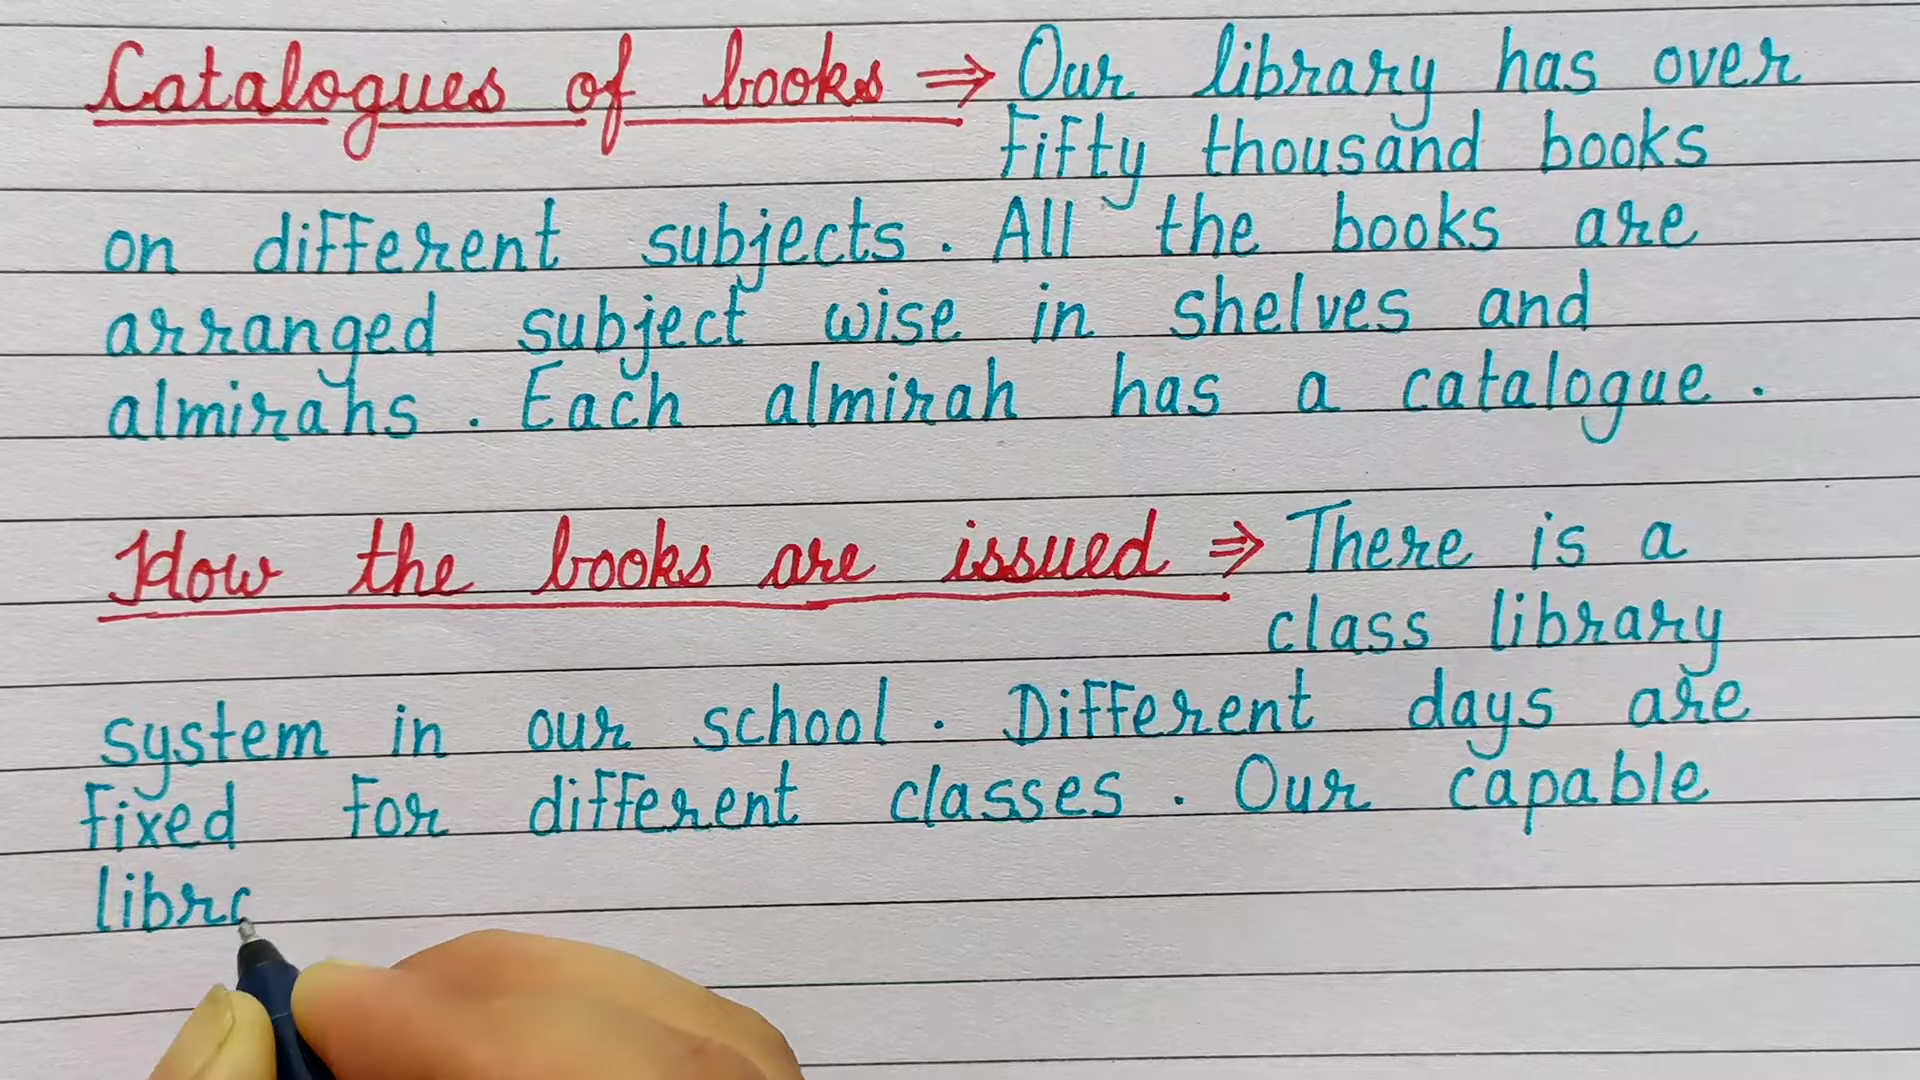 Catalogues of books ⇒ Our library has over
fifty thousand books
on different subjects. All the books are
arranged subject wise in shelves and
almirahs. Each almirah has a catalogue.
How the books are issued ⇒ There is a
class library
system in our school. Different days are
fixed for different classes. Our capable
libra